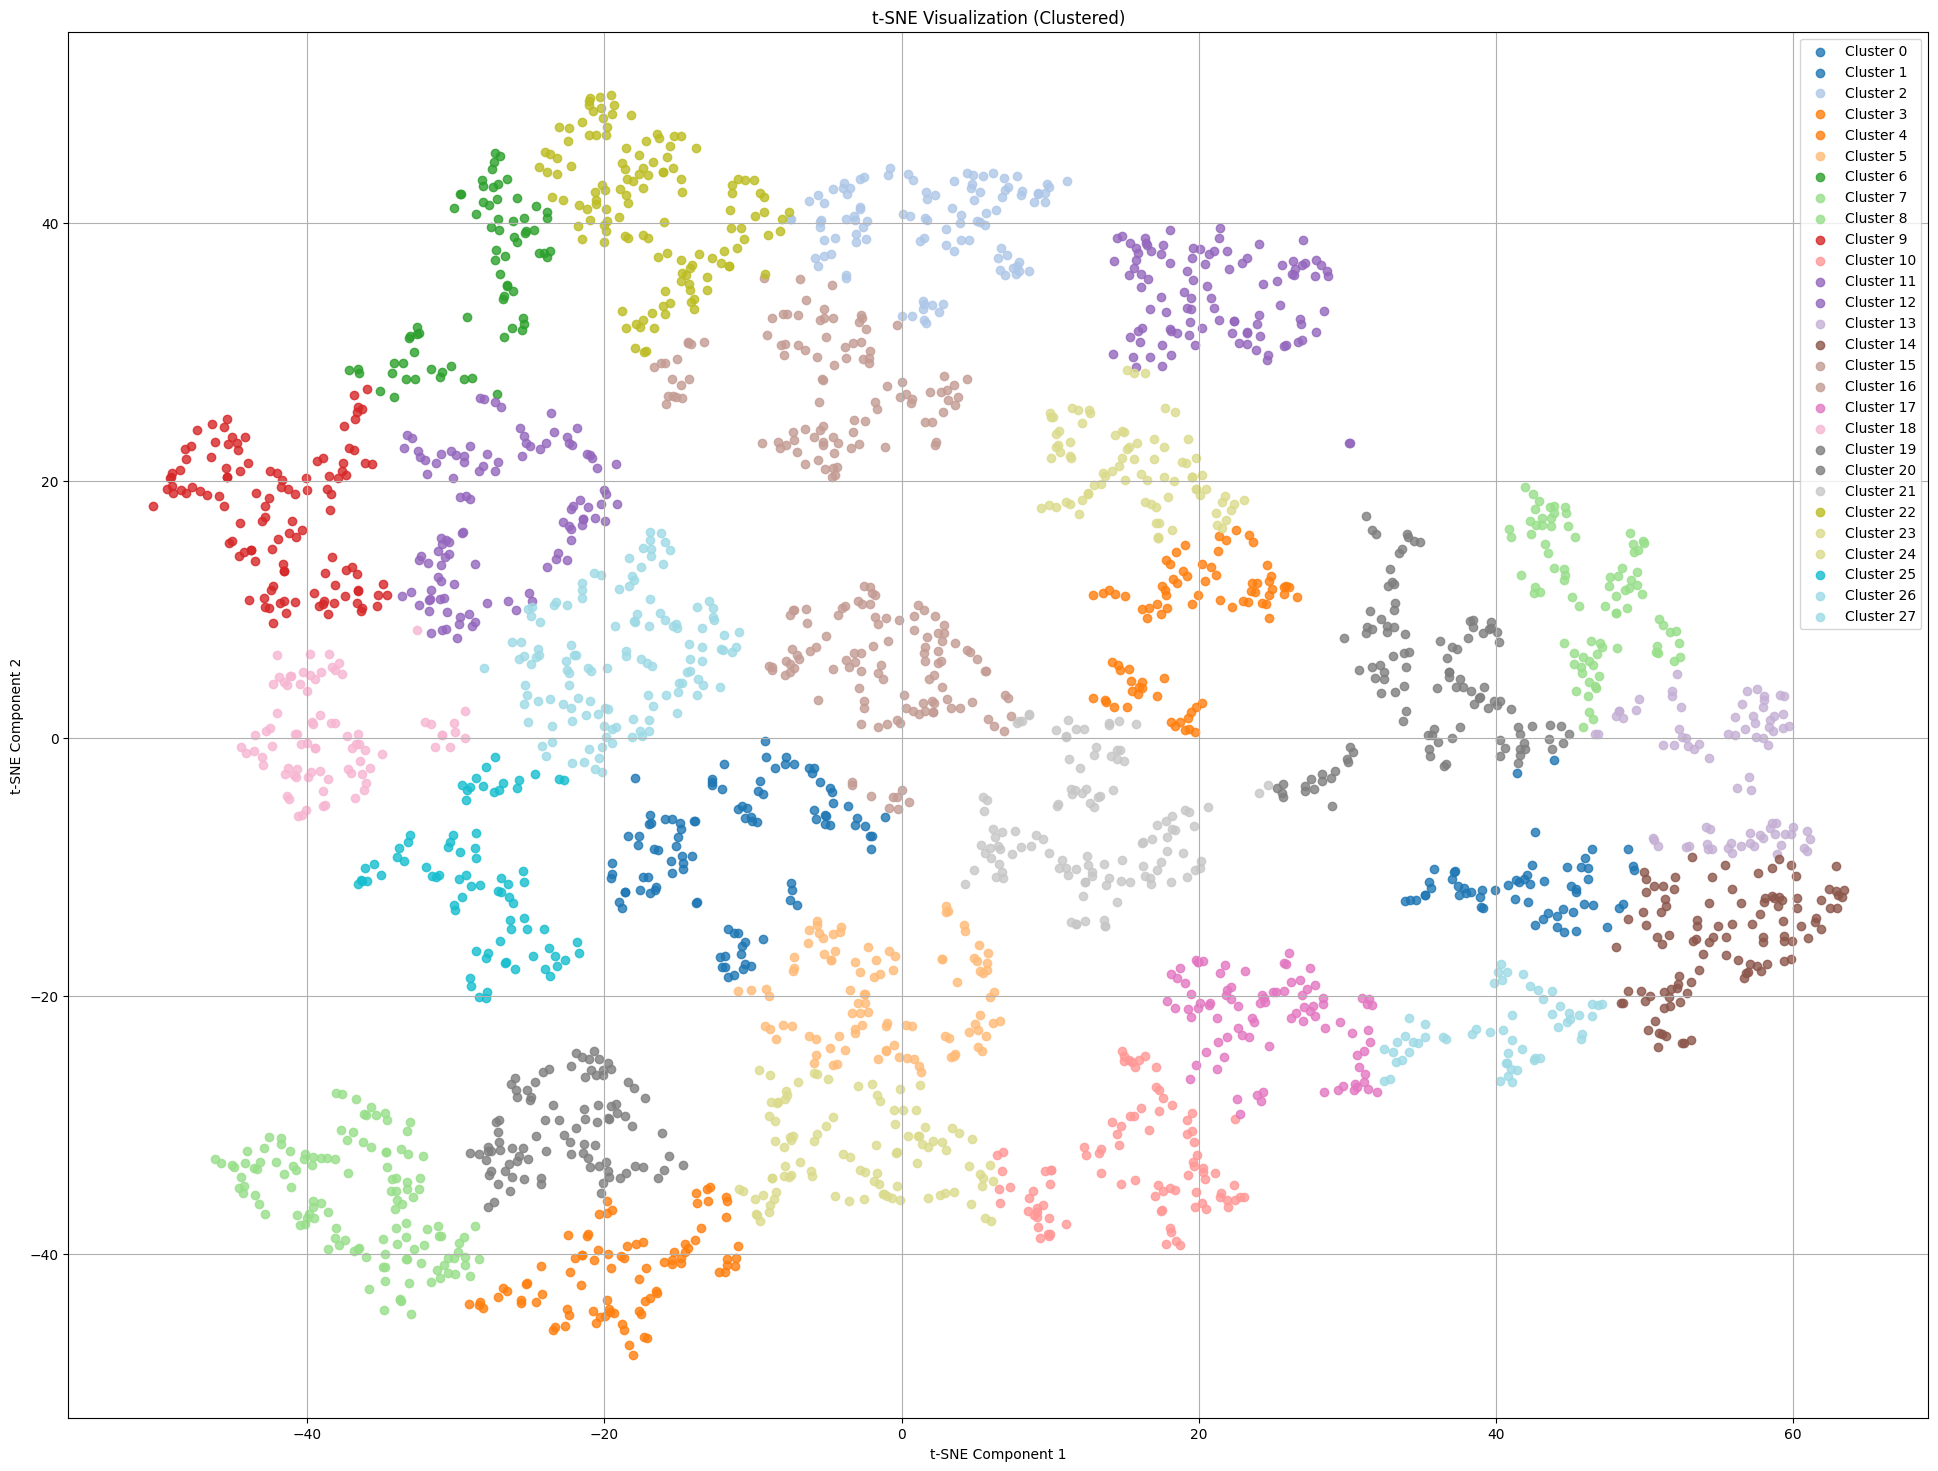 t-SNE Visualization (Clustered)
Cluster 0
Cluster 1
Cluster 2
Cluster 3
Cluster 4
Cluster 5
Cluster 6
Cluster 7
Cluster 8
Cluster 9
Cluster 10
Cluster 11
Cluster 12
Cluster 13
Cluster 14
Cluster 15
Cluster 16
Cluster 17
Cluster 18
Cluster 19
Cluster 20
Cluster 21
Cluster 22
Cluster 23
Cluster 24
Cluster 25
Cluster 26
Cluster 27
40
20
0
−20
−40
t-SNE Component 2
−40 −20 0 20 40 60
t-SNE Component 1